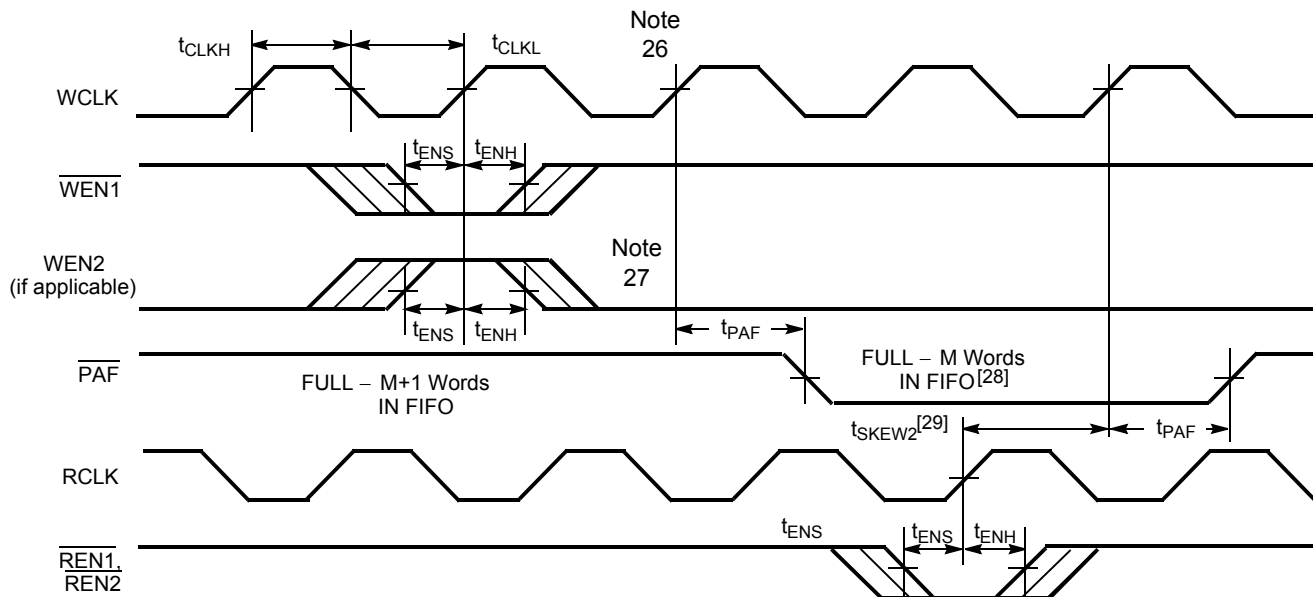 Note
26
tCLKH
tCLKL
WCLK
tENS
tENH
WEN1
WEN2
(if applicable)
Note
27
tENS
tENH
tPAF
PAF
FULL – M+1 Words
IN FIFO
FULL – M Words
IN FIFO[28]
tSKEW2[29]
tPAF
RCLK
tENS
tENS
tENH
REN1,
REN2